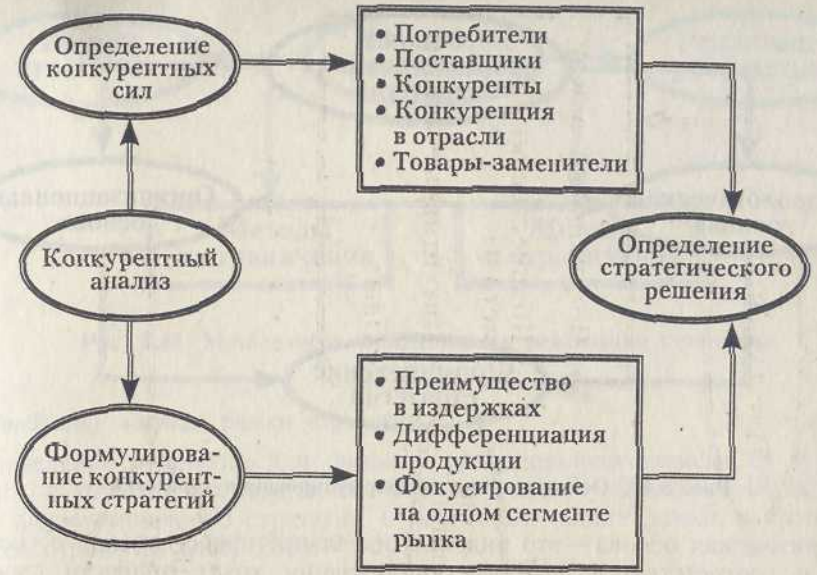 Определение
конкурентных
сил
• Потребители
• Поставщики
• Конкуренты
• Конкуренция
в отрасли
• Товары-заменители
Конкурентный
анализ
Определение
стратегического
решения
Формулирова-
ние конкурент-
ных стратегий
• Преимущество
в издержках
• Дифференциация
продукции
• Фокусирование
на одном сегменте
рынка